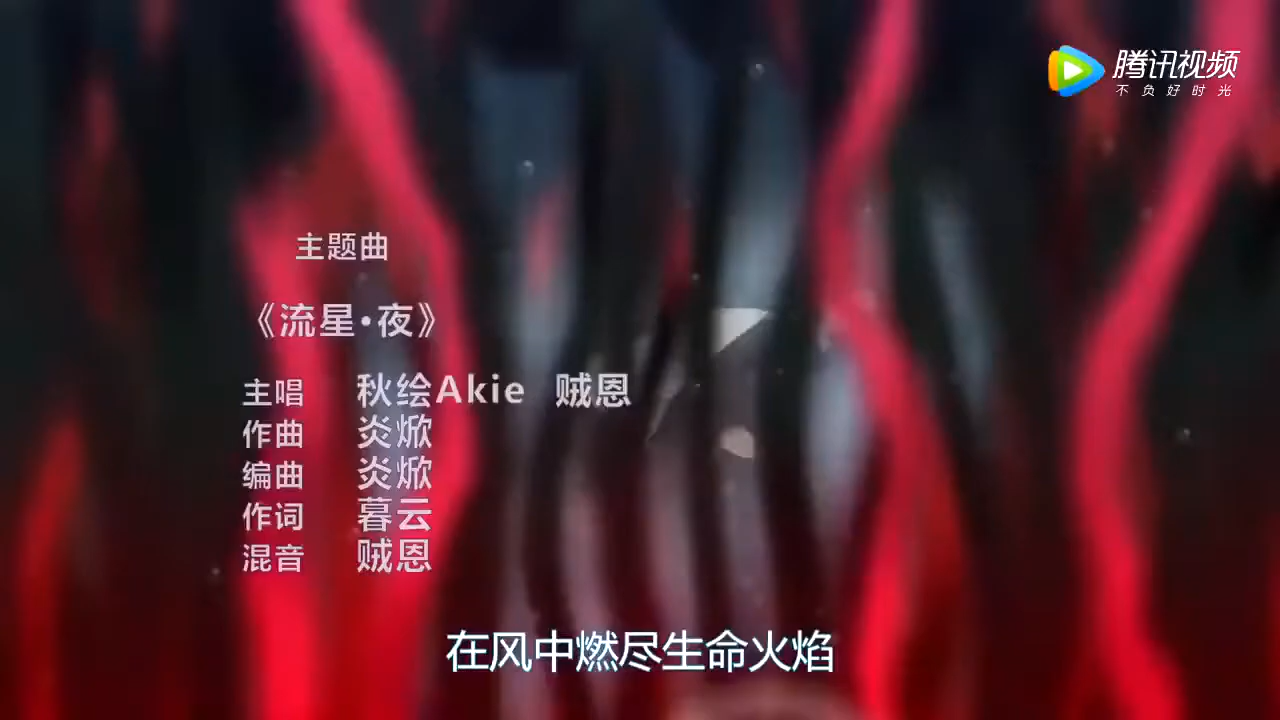 腾讯视频
不负好时光
主题曲
《流星·夜》
主唱 秋绘Akie 贼恩
作曲 炎焮
编曲 炎焮
作词 暮云
混音 贼恩
在风中燃尽生命火焰